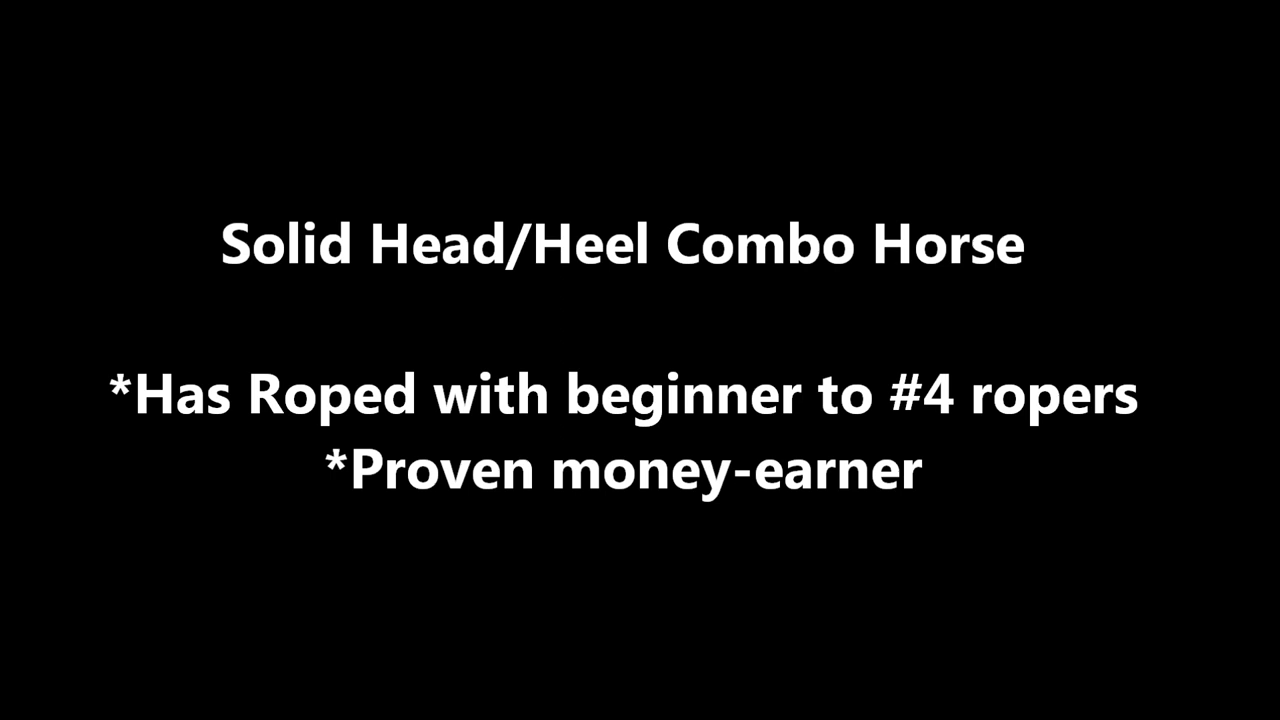 Solid Head/Heel Combo Horse
*Has Roped with beginner to #4 ropers
*Proven money-earner